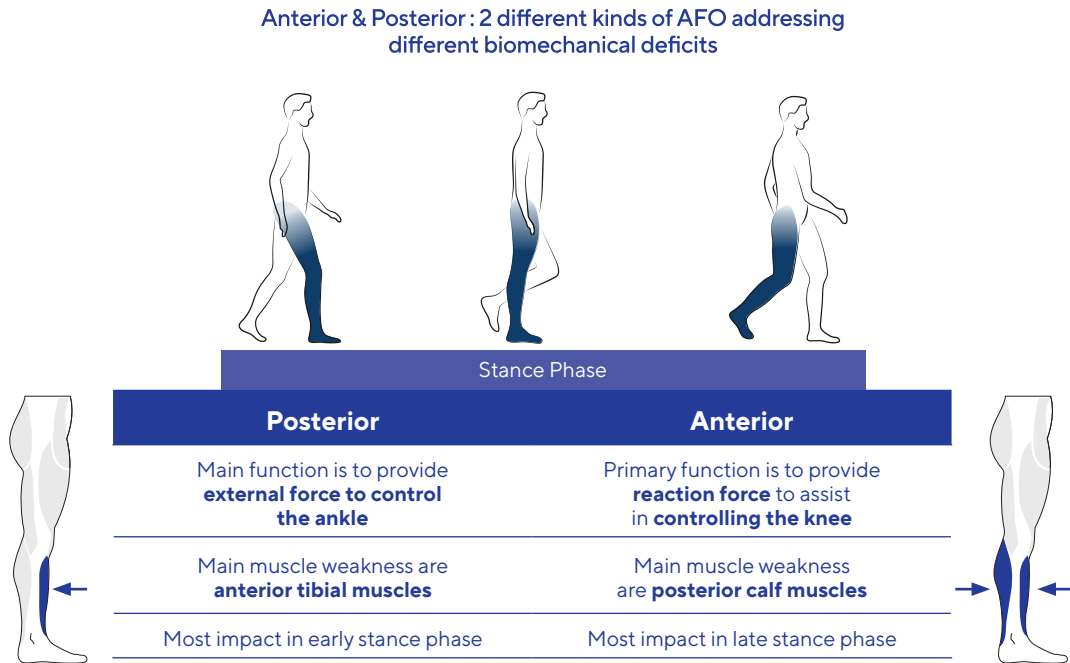 Anterior & Posterior : 2 different kinds of AFO addressing
different biomechanical deficits
Stance Phase
Posterior
Anterior
Main function is to provide
external force to control
the ankle
Primary function is to provide
reaction force to assist
in controlling the knee
Main muscle weakness are
anterior tibial muscles
Main muscle weakness
are posterior calf muscles
Most impact in early stance phase
Most impact in late stance phase